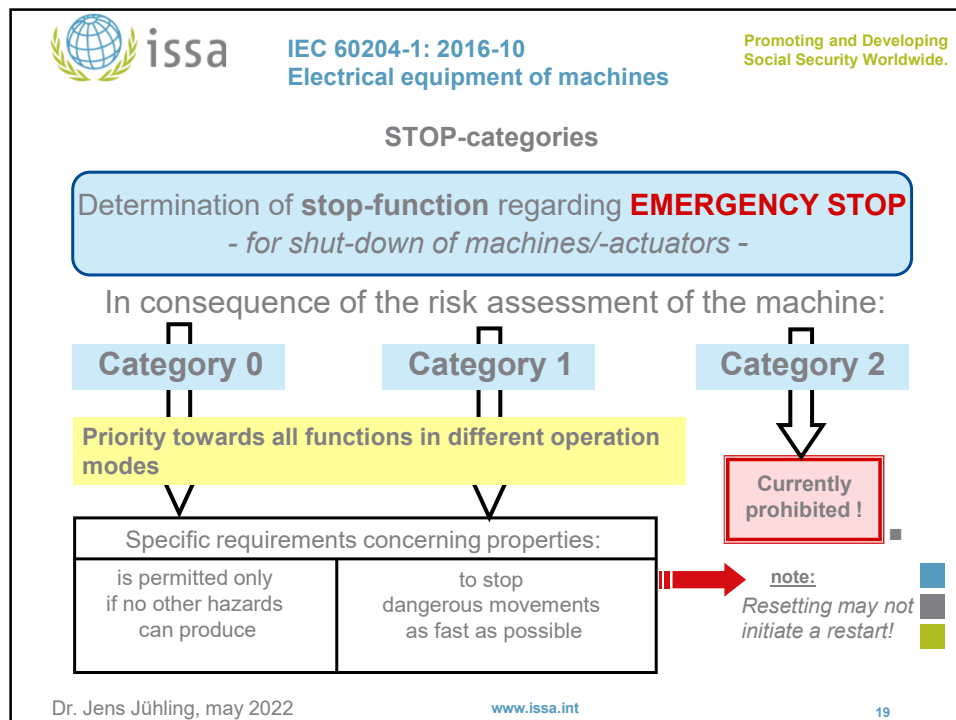 issa
IEC 60204-1: 2016-10
Electrical equipment of machines
Promoting and Developing
Social Security Worldwide.
STOP-categories
Determination of stop-function regarding EMERGENCY STOP
- for shut-down of machines/-actuators -
In consequence of the risk assessment of the machine:
Category 0
Category 1
Category 2
Priority towards all functions in different operation
modes
Currently
prohibited !
Specific requirements concerning properties:
is permitted only
if no other hazards
can produce
to stop
dangerous movements
as fast as possible
note:
Resetting may not
initiate a restart!
Dr. Jens Jühling, may 2022
www.issa.int
19